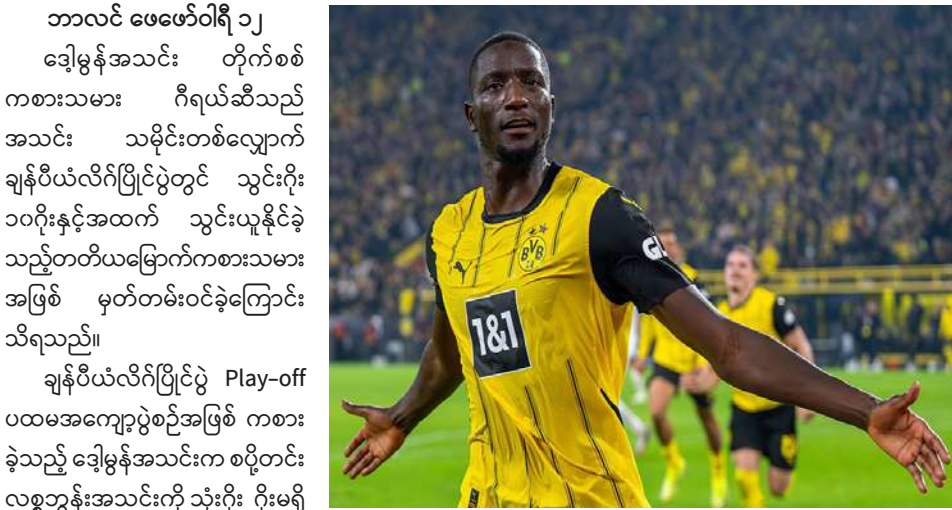 ဘာလင် ဖေဖော်ဝါရီ ၁၂
ဒေါ့မွန်အသင်း တိုက်စစ်
ကစားသမား ဂီရယ်ဆီသည်
အသင်း သမိုင်းတစ်လျှောက်
ချန်ပီယံလိဂ်ပြိုင်ပွဲတွင် သွင်းဂိုး
၁၀ဂိုးနှင့်အထက် သွင်းယူနိုင်ခဲ့
သည့်တတိယမြောက်ကစားသမား
အဖြစ် မှတ်တမ်းဝင်ခဲ့ကြောင်း
သိရသည်။
ချန်ပီယံလိဂ်ပြိုင်ပွဲ Play-off
ပထမအကျော့ပွဲစဉ်အဖြစ် ကစား
ခဲ့သည့် ဒေါ့မွန်အသင်းက စပို့တင်း
လစ္စဘွန်းအသင်းကို သုံးဂိုး ဂိုးမရှိ
BVB
09
1&1